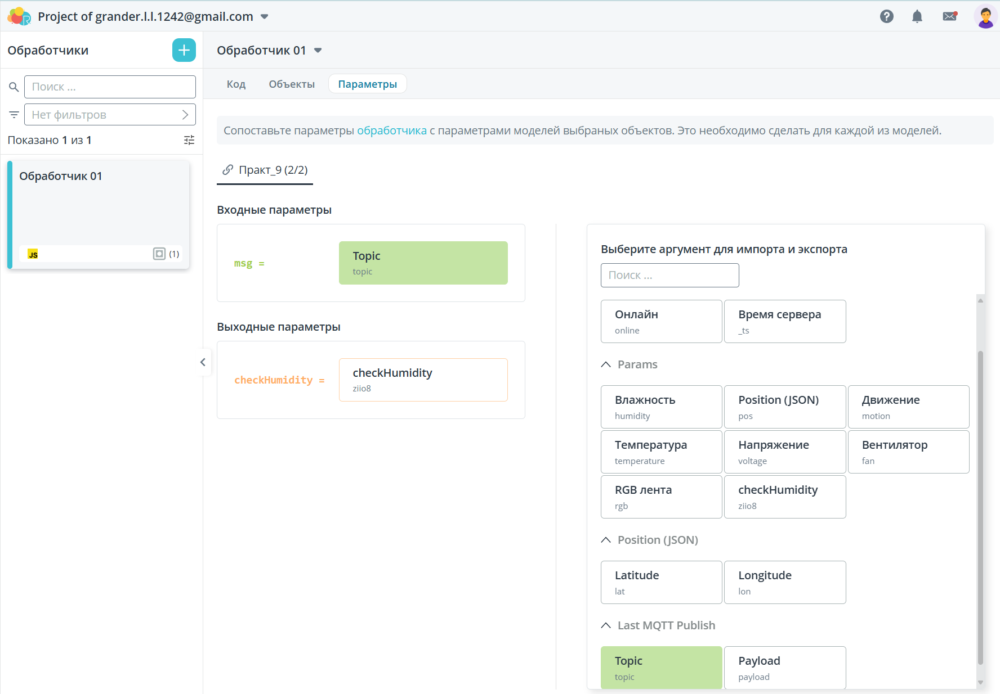 Project of grander.l.l.1242@gmail.com
Обработчики
Поиск ...
Нет фильтров
Показано 1 из 1
Обработчик 01
JS
(1)
Обработчик 01
Код
Объекты
Параметры
Сопоставьте параметры обработчика с параметрами моделей выбраных объектов. Это необходимо сделать для каждой из моделей.
Практ_9 (2/2)
Входные параметры
msg =
Topic
topic
Выходные параметры
checkHumidity =
checkHumidity
ziio8
Выберите аргумент для импорта и экспорта
Поиск ...
Онлайн
online
Время сервера
_ts
Params
Влажность
humidity
Position (JSON)
pos
Движение
motion
Температура
temperature
Напряжение
voltage
Вентилятор
fan
RGB лента
rgb
checkHumidity
ziio8
Position (JSON)
Latitude
lat
Longitude
lon
Last MQTT Publish
Topic
topic
Payload
payload